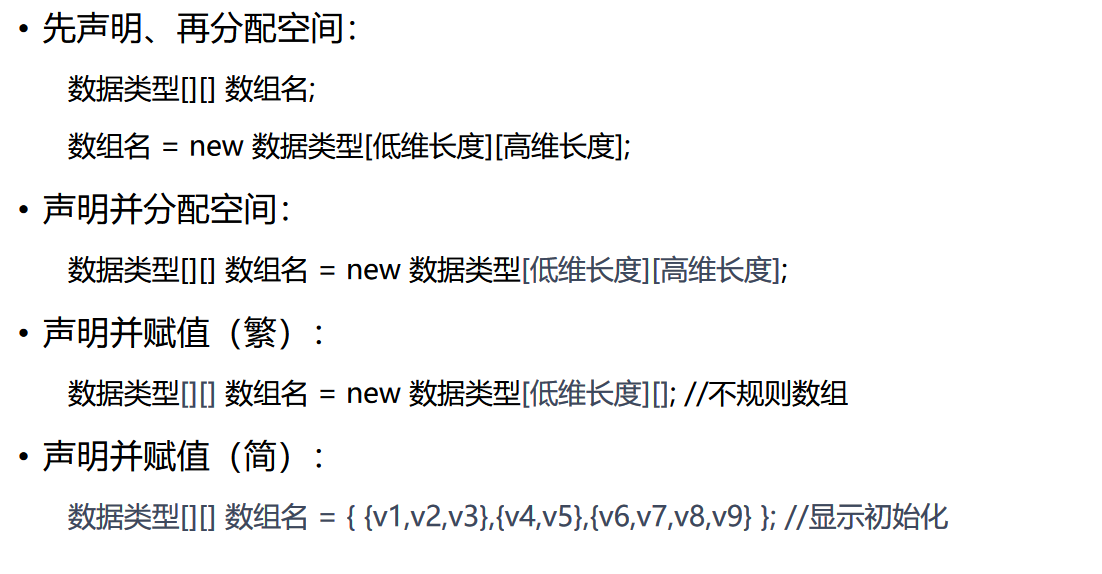 • 先声明、再分配空间：
数据类型[][] 数组名;
数组名 = new 数据类型[低维长度][高维长度];
• 声明并分配空间：
数据类型[][] 数组名 = new 数据类型[低维长度][高维长度];
• 声明并赋值（繁）：
数据类型[][] 数组名 = new 数据类型[低维长度][]; //不规则数组
• 声明并赋值（简）：
数据类型[][] 数组名 = { {v1,v2,v3},{v4,v5},{v6,v7,v8,v9} }; //显示初始化